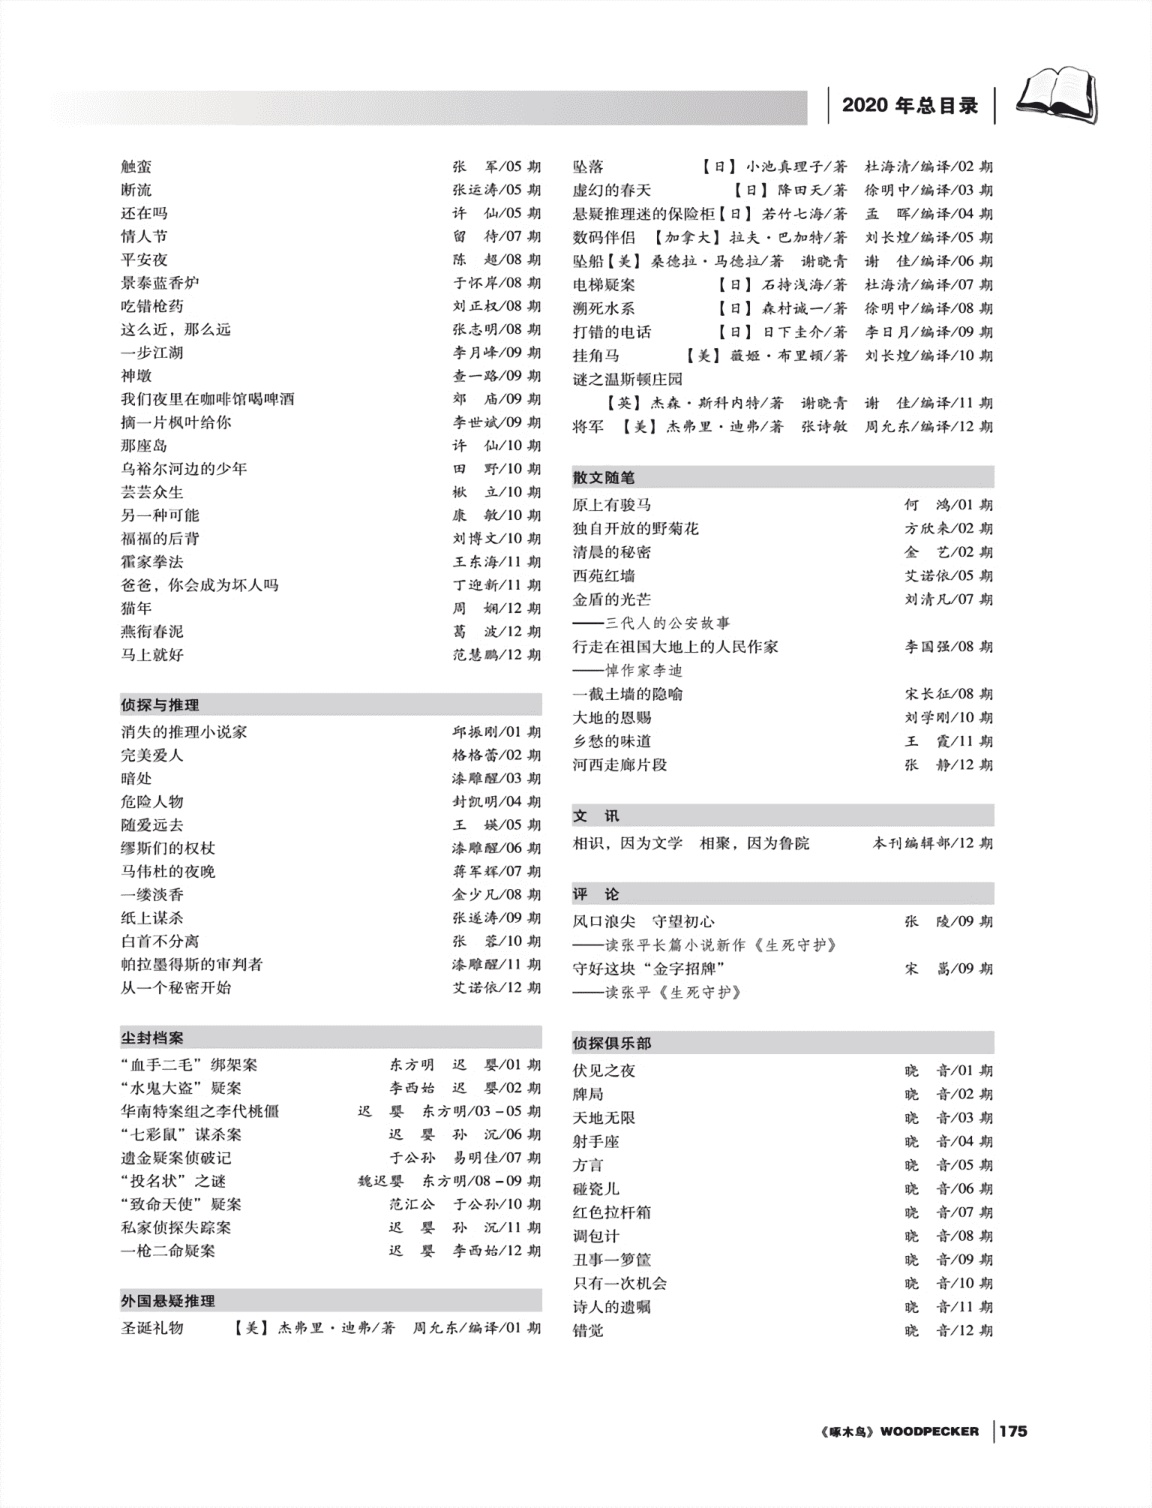 2020 年总目录
触蛮 张 军/05 期
断流 张运涛/05 期
还在吗 许 仙/05 期
情人节 留 待/07 期
平安夜 陈 超/08 期
景泰蓝香炉 于怀岸/08 期
吃错枪药 刘正权/08 期
这么近，那么远 张志明/08 期
一步江湖 李月峰/09 期
神墩 查一路/09 期
我们夜里在咖啡馆喝啤酒 郊 庙/09 期
摘一片枫叶给你 李世斌/09 期
那座岛 许 仙/10 期
乌裕尔河边的少年 田 野/10 期
芸芸众生 楸 立/10 期
另一种可能 康 敏/10 期
福福的后背 刘博文/10 期
霍家拳法 王东海/11 期
爸爸，你会成为坏人吗 丁迎新/11 期
猫年 周 娴/12 期
燕衔春泥 葛 波/12 期
马上就好 范慧鹏/12 期
侦探与推理
消失的推理小说家 邱振刚/01 期
完美爱人 格格蕾/02 期
暗处 漆雕醒/03 期
危险人物 封凯明/04 期
随爱远去 王 媖/05 期
缪斯们的权杖 漆雕醒/06 期
马伟杜的夜晚 蒋军辉/07 期
一缕淡香 金少凡/08 期
纸上谋杀 张遂涛/09 期
白首不分离 张 蓉/10 期
帕拉墨得斯的审判者 漆雕醒/11 期
从一个秘密开始 艾诺依/12 期
尘封档案
“血手二毛”绑架案 东方明 迟 婴/01 期
“水鬼大盗”疑案 李西始 迟 婴/02 期
华南特案组之李代桃僵 迟 婴 东方明/03－05 期
“七彩鼠”谋杀案 迟 婴 孙 沉/06 期
遗金疑案侦破记 于公孙 易明佳/07 期
“投名状”之谜 魏迟婴 东方明/08－09 期
“致命天使”疑案 范汇公 于公孙/10 期
私家侦探失踪案 迟 婴 孙 沉/11 期
一枪二命疑案 迟 婴 李西始/12 期
外国悬疑推理
圣诞礼物 【美】杰弗里·迪弗/著 周允东/编译/01 期
坠落 【日】小池真理子/著 杜海清/编译/02 期
虚幻的春天 【日】降田天/著 徐明中/编译/03 期
悬疑推理迷的保险柜【日】若竹七海/著 孟 晖/编译/04 期
数码伴侣 【加拿大】拉夫·巴加特/著 刘长煌/编译/05 期
坠船【美】桑德拉·马德拉/著 谢晓青 谢 佳/编译/06 期
电梯疑案 【日】石持浅海/著 杜海清/编译/07 期
溯死水系 【日】森村诚一/著 徐明中/编译/08 期
打错的电话 【日】日下圭介/著 李日月/编译/09 期
挂角马 【美】薇姬·布里顿/著 刘长煌/编译/10 期
谜之温斯顿庄园
【英】杰森·斯科内特/著 谢晓青 谢 佳/编译/11 期
将军 【美】杰弗里·迪弗/著 张诗敏 周允东/编译/12 期
散文随笔
原上有骏马 何 鸿/01 期
独自开放的野菊花 方欣来/02 期
清晨的秘密 金 艺/02 期
西苑红墙 艾诺依/05 期
金盾的光芒 刘清凡/07 期
——三代人的公安故事
行走在祖国大地上的人民作家 李国强/08 期
——悼作家李迪
一截土墙的隐喻 宋长征/08 期
大地的恩赐 刘学刚/10 期
乡愁的味道 王 霞/11 期
河西走廊片段 张 静/12 期
文 讯
相识，因为文学 相聚，因为鲁院 本刊编辑部/12 期
评 论
风口浪尖 守望初心 张 陵/09 期
——读张平长篇小说新作《生死守护》
守好这块“金字招牌” 宋 嵩/09 期
——读张平《生死守护》
侦探俱乐部
伏见之夜 晓 音/01 期
牌局 晓 音/02 期
天地无限 晓 音/03 期
射手座 晓 音/04 期
方言 晓 音/05 期
碰瓷儿 晓 音/06 期
红色拉杆箱 晓 音/07 期
调包计 晓 音/08 期
丑事一箩筐 晓 音/09 期
只有一次机会 晓 音/10 期
诗人的遗嘱 晓 音/11 期
错觉 晓 音/12 期
《啄木鸟》WOODPECKER 175